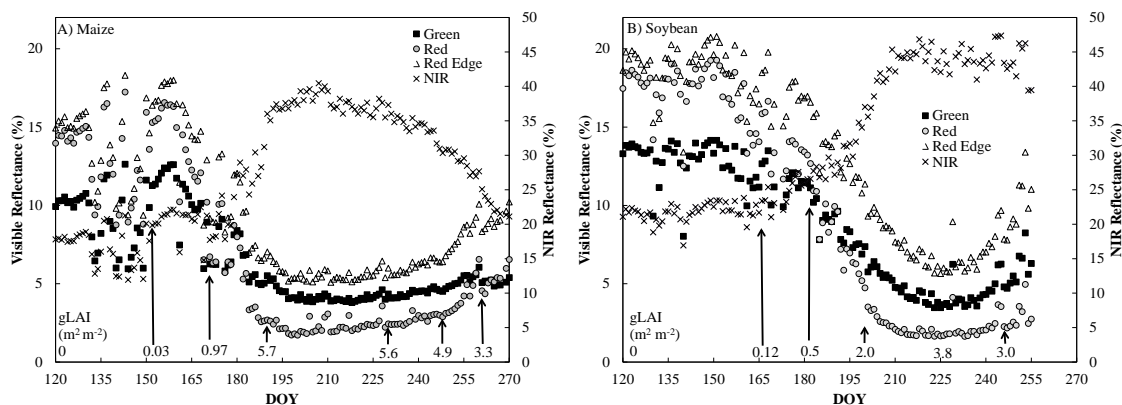 A) Maize
Green
Red
Red Edge
NIR
Visible Reflectance (%)
20
15
10
5
0
NIR Reflectance (%)
50
45
40
35
30
25
20
15
10
5
0
gLAI
(m² m⁻²)
0 0.03 0.97 5.7 5.6 4.9 3.3
120 135 150 165 180 195 210 225 240 255 270
DOY
B) Soybean
Green
Red
Red Edge
NIR
Visible Reflectance (%)
20
15
10
5
0
NIR Reflectance (%)
50
45
40
35
30
25
20
15
10
5
0
gLAI
(m² m⁻²)
0 0.12 0.5 2.0 3.8 3.0
120 135 150 165 180 195 210 225 240 255 270
DOY